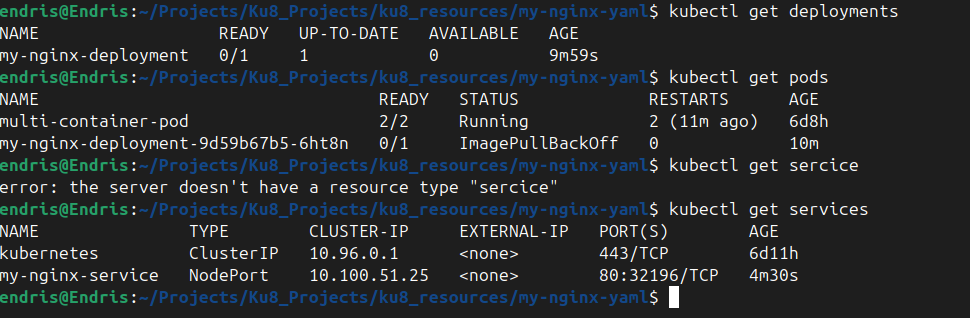 endris@Endris:~/Projects/Ku8_Projects/ku8_resources/my-nginx-yaml$ kubectl get deployments
NAME                  READY   UP-TO-DATE   AVAILABLE   AGE
my-nginx-deployment   0/1     1            0           9m59s
endris@Endris:~/Projects/Ku8_Projects/ku8_resources/my-nginx-yaml$ kubectl get pods
NAME                                  READY   STATUS             RESTARTS      AGE
multi-container-pod                   2/2     Running            2 (11m ago)   6d8h
my-nginx-deployment-9d59b67b5-6ht8n   0/1     ImagePullBackOff   0             10m
endris@Endris:~/Projects/Ku8_Projects/ku8_resources/my-nginx-yaml$ kubectl get sercice
error: the server doesn't have a resource type "sercice"
endris@Endris:~/Projects/Ku8_Projects/ku8_resources/my-nginx-yaml$ kubectl get services
NAME               TYPE        CLUSTER-IP     EXTERNAL-IP   PORT(S)        AGE
kubernetes         ClusterIP   10.96.0.1      <none>        443/TCP        6d11h
my-nginx-service   NodePort    10.100.51.25   <none>        80:32196/TCP   4m30s
endris@Endris:~/Projects/Ku8_Projects/ku8_resources/my-nginx-yaml$